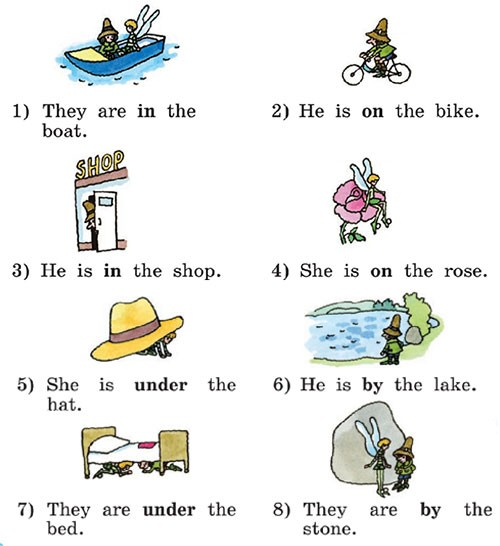 1) They are in the
boat.
2) He is on the bike.
SHOP
3) He is in the shop.
4) She is on the rose.
5) She is under the
hat.
6) He is by the lake.
7) They are under the
bed.
8) They are by the
stone.